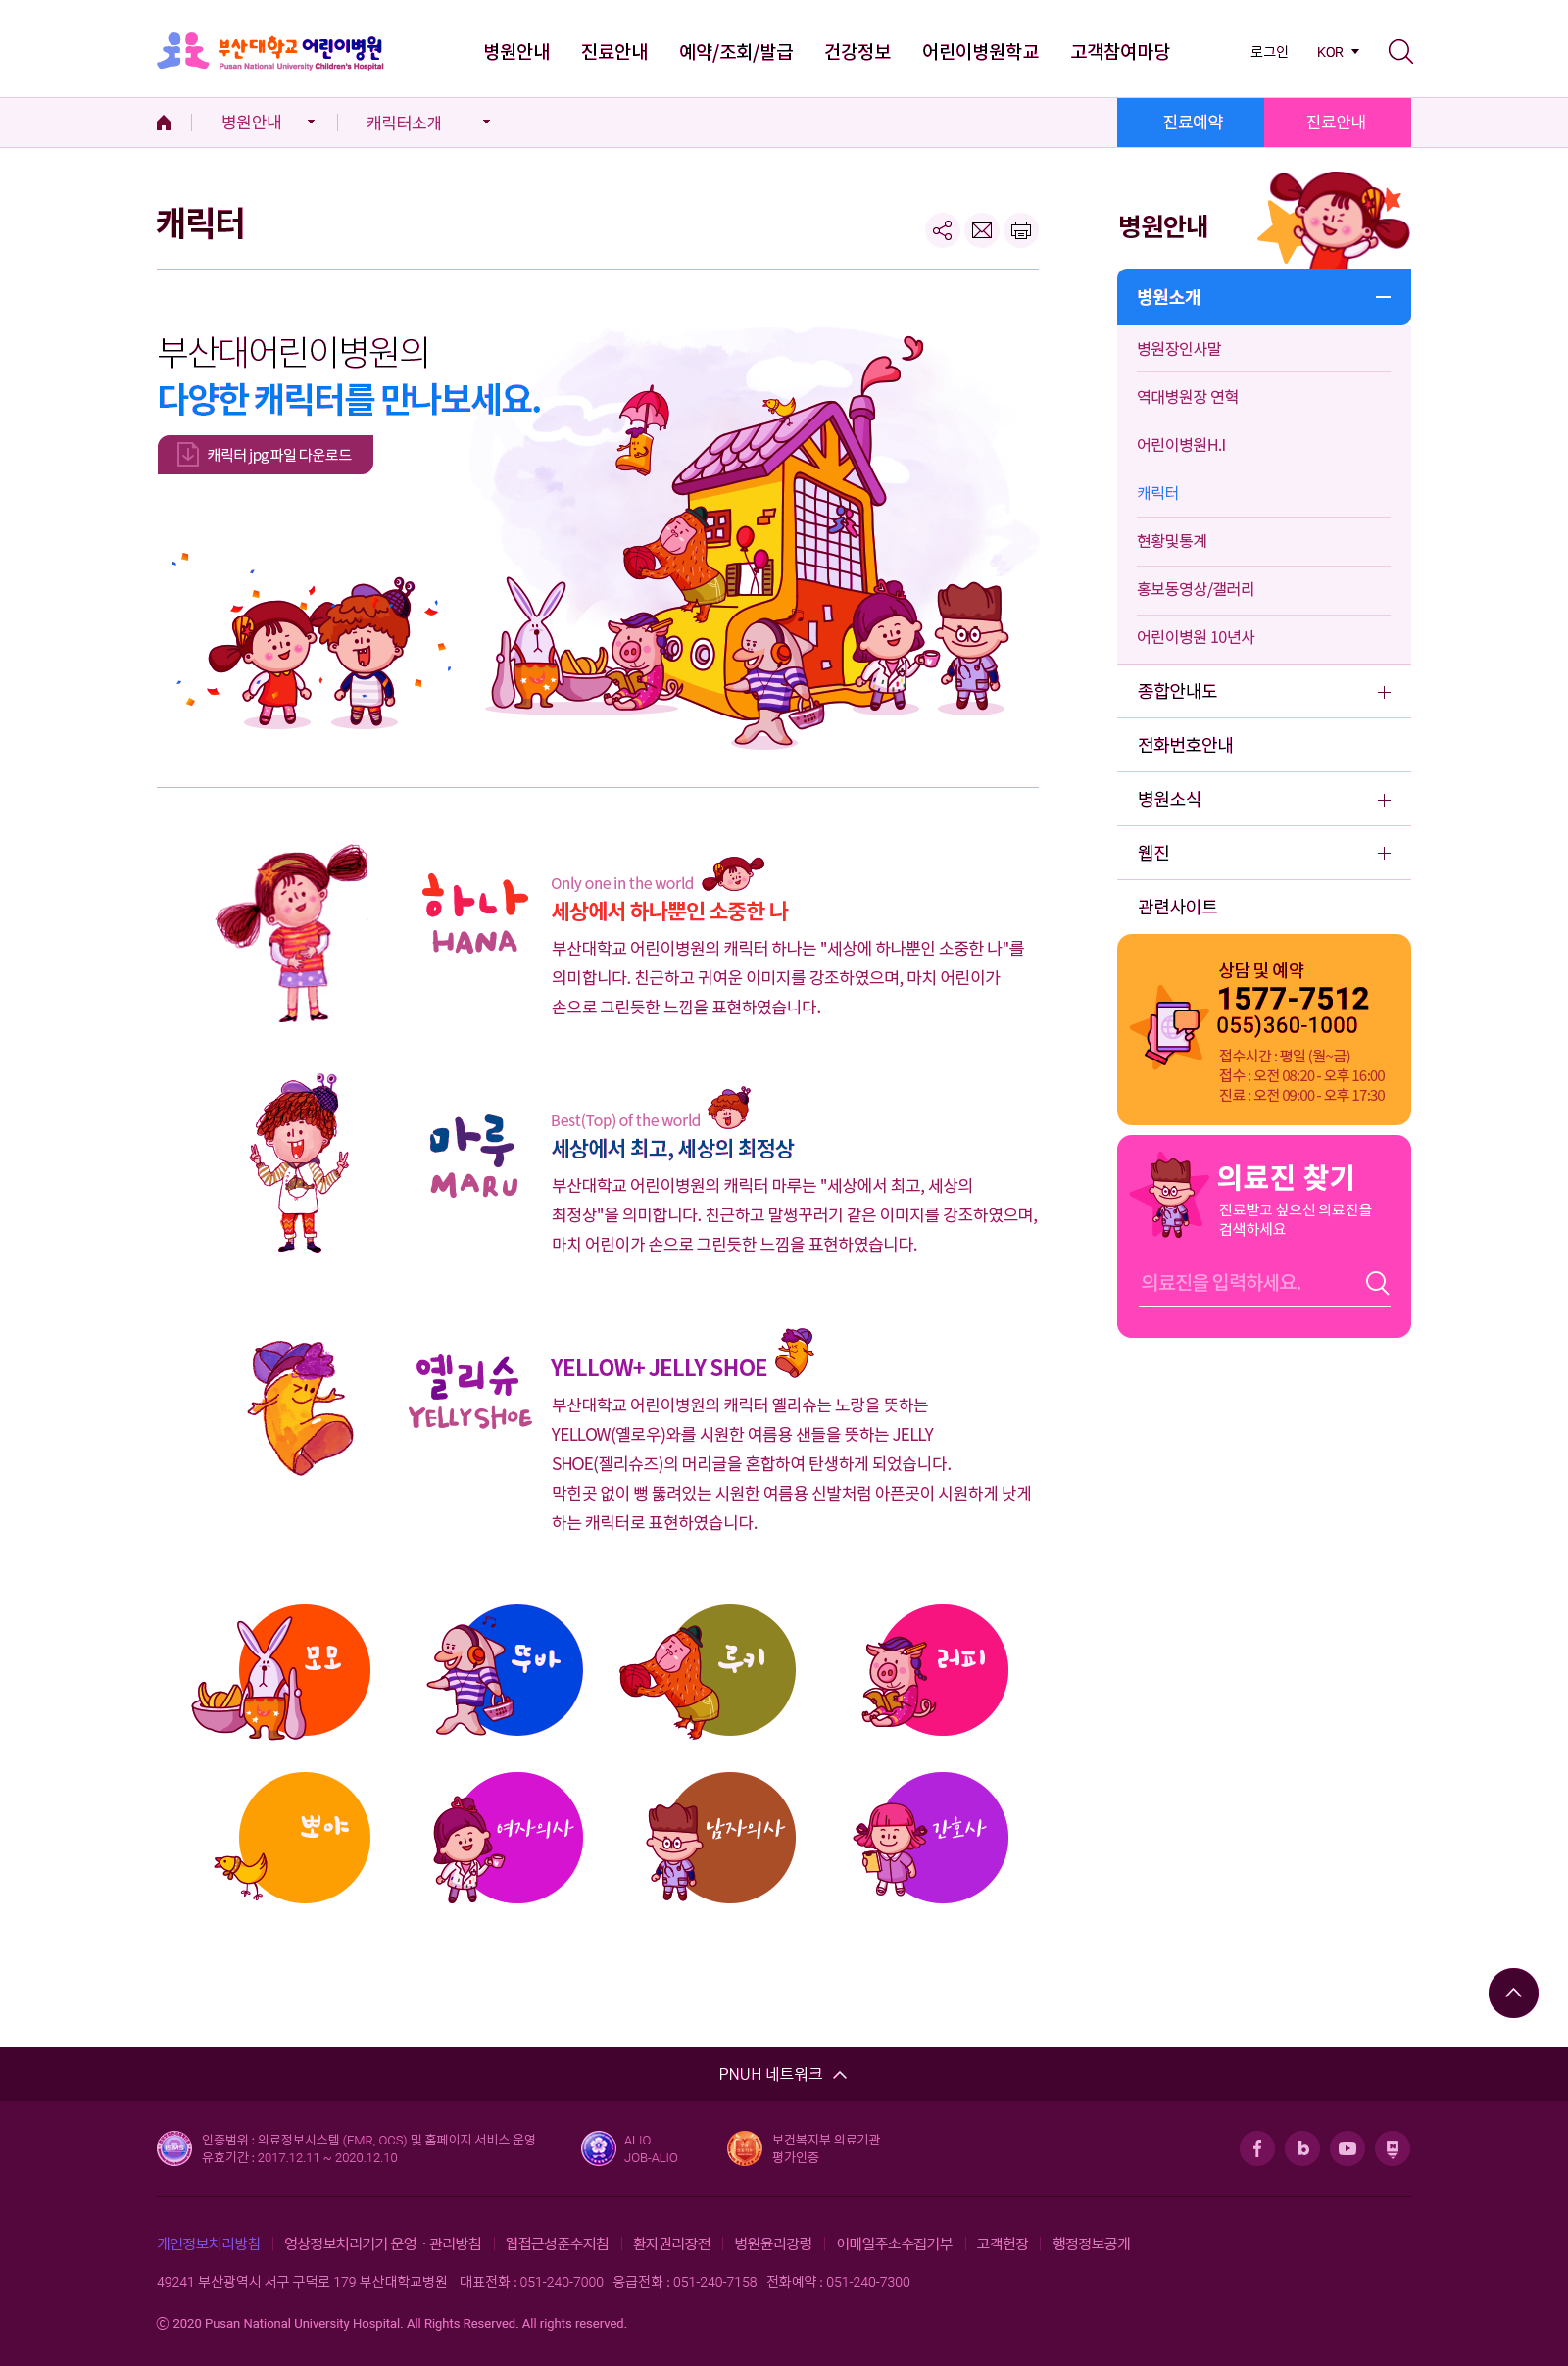 부산대학교 어린이병원
Pusan National University Children's Hospital
병원안내 진료안내 예약/조회/발급 건강정보 어린이병원학교 고객참여마당
로그인 KOR
병원안내 캐릭터소개
진료예약 진료안내
캐릭터
부산대어린이병원의
다양한 캐릭터를 만나보세요.
캐릭터 jpg 파일 다운로드
하나
HANA
Only one in the world
세상에서 하나뿐인 소중한 나
부산대학교 어린이병원의 캐릭터 하나는 "세상에 하나뿐인 소중한 나"를
의미합니다. 친근하고 귀여운 이미지를 강조하였으며, 마치 어린이가
손으로 그린듯한 느낌을 표현하였습니다.
마루
MARU
Best(Top) of the world
세상에서 최고, 세상의 최정상
부산대학교 어린이병원의 캐릭터 마루는 "세상에서 최고, 세상의
최정상"을 의미합니다. 친근하고 말썽꾸러기 같은 이미지를 강조하였으며,
마치 어린이가 손으로 그린듯한 느낌을 표현하였습니다.
옐리슈
YELLYSHOE
YELLOW+ JELLY SHOE
부산대학교 어린이병원의 캐릭터 옐리슈는 노랑을 뜻하는
YELLOW(옐로우)와를 시원한 여름용 샌들을 뜻하는 JELLY
SHOE(젤리슈즈)의 머리글을 혼합하여 탄생하게 되었습니다.
막힌곳 없이 뻥 뚫려있는 시원한 여름용 신발처럼 아픈곳이 시원하게 낫게
하는 캐릭터로 표현하였습니다.
모모
뚜바
루키
러피
뽀야
여자의사
남자의사
간호사
병원안내
병원소개
병원장인사말
역대병원장 연혁
어린이병원H.I
캐릭터
현황및통계
홍보동영상/갤러리
어린이병원 10년사
종합안내도
전화번호안내
병원소식
웹진
관련사이트
상담 및 예약
1577-7512
055)360-1000
접수시간 : 평일 (월~금)
접수 : 오전 08:20 - 오후 16:00
진료 : 오전 09:00 - 오후 17:30
의료진 찾기
진료받고 싶으신 의료진을
검색하세요
의료진을 입력하세요.
PNUH 네트워크
인증범위 : 의료정보시스템 (EMR, OCS) 및 홈페이지 서비스 운영
유효기간 : 2017.12.11 ~ 2020.12.10
ALIO
JOB-ALIO
보건복지부 의료기관
평가인증
개인정보처리방침 영상정보처리기기 운영ㆍ관리방침 웹접근성준수지침 환자권리장전 병원윤리강령 이메일주소수집거부 고객헌장 행정정보공개
49241 부산광역시 서구 구덕로 179 부산대학교병원 대표전화 : 051-240-7000 응급전화 : 051-240-7158 전화예약 : 051-240-7300
ⓒ 2020 Pusan National University Hospital. All Rights Reserved. All rights reserved.